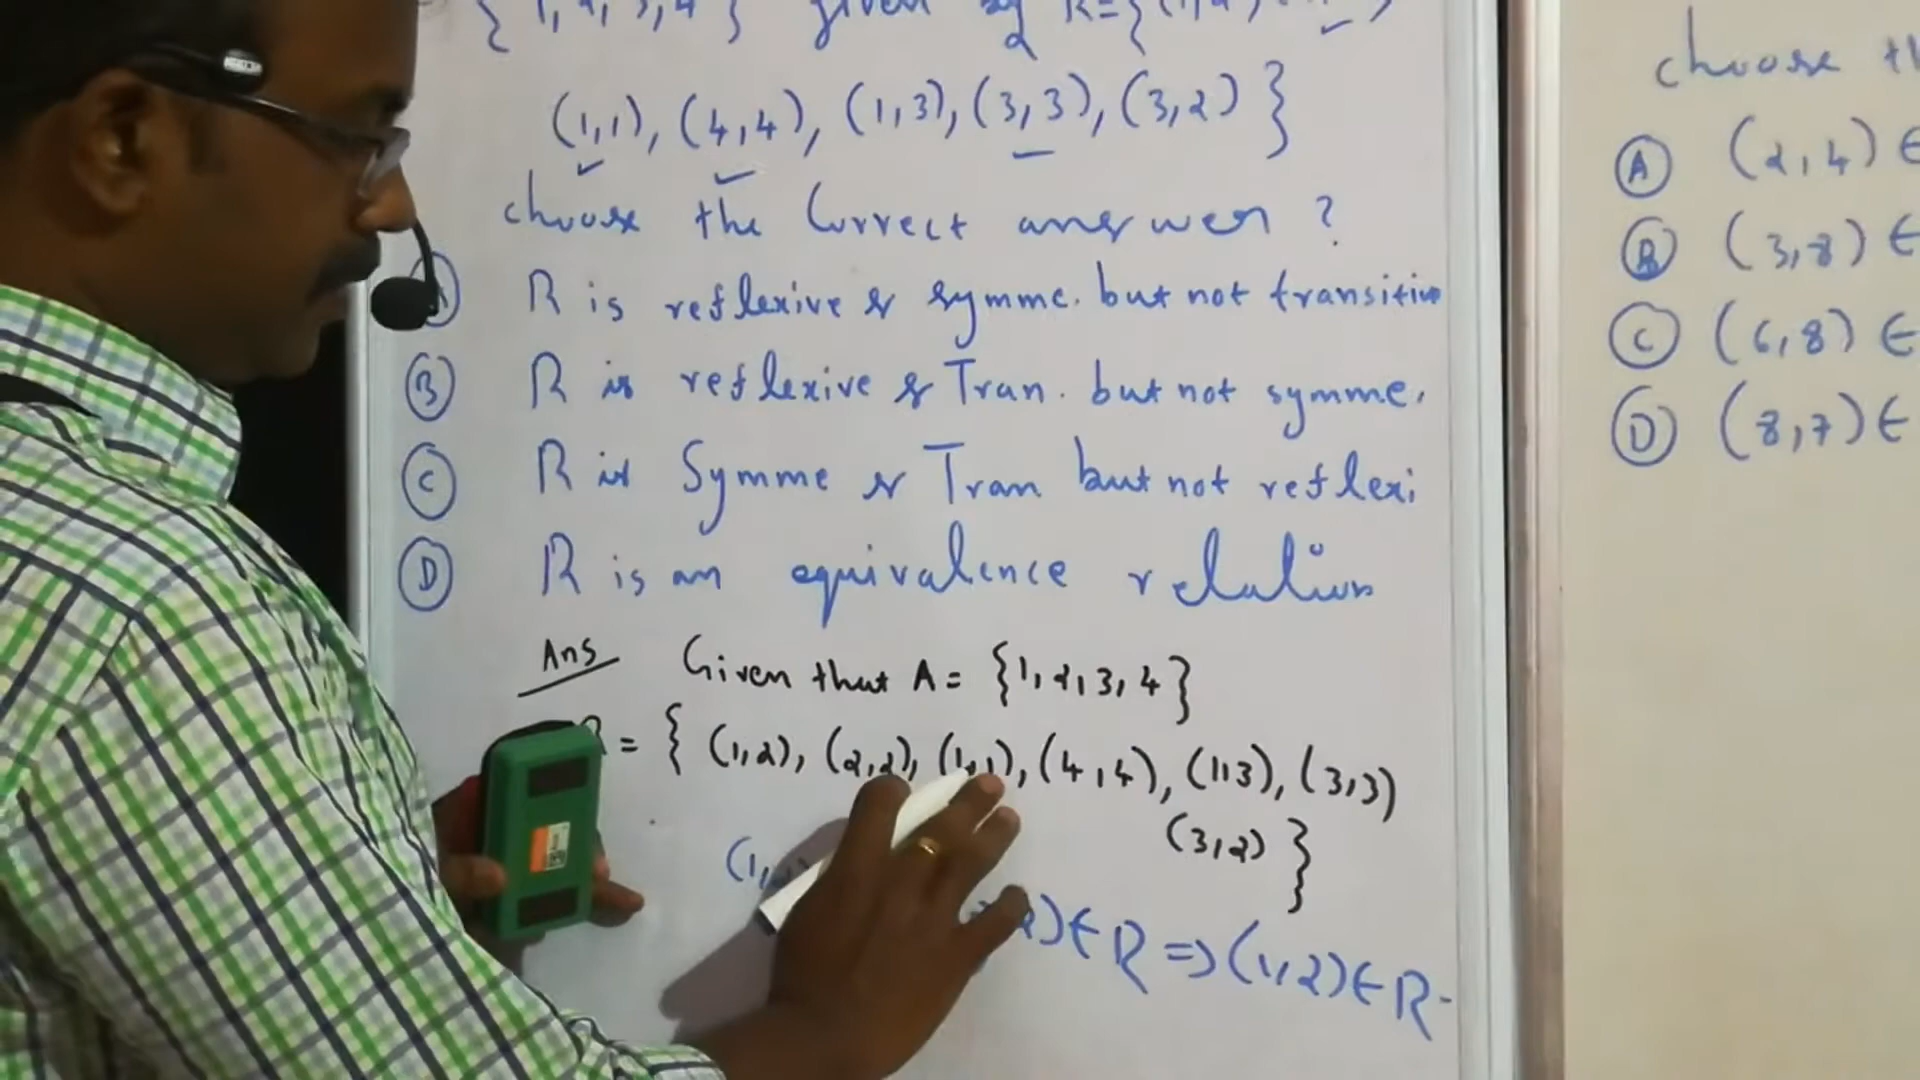 { 1, 2, 3, 4 } given by R = {(1,2),
(1,1), (4,4), (1,3), (3,3), (3,2) }
choose the Correct answer ?
R is reflexive & symme. but not transitive
Ⓑ R is reflexive & Tran. but not symme.
Ⓒ R is Symme & Tran but not reflexi
Ⓓ R is an equivalence relation
Ans Given that A = {1, 2, 3, 4}
= { (1,2), (2,2), (1,1), (4,4), (1,3), (3,3)
(3,2) }
(1,
2) ∈ R ⇒ (1,2) ∈ R
choose
Ⓐ (2,4) ∈
Ⓑ (3,8) ∈
Ⓒ (6,8) ∈
Ⓓ (8,7) ∈